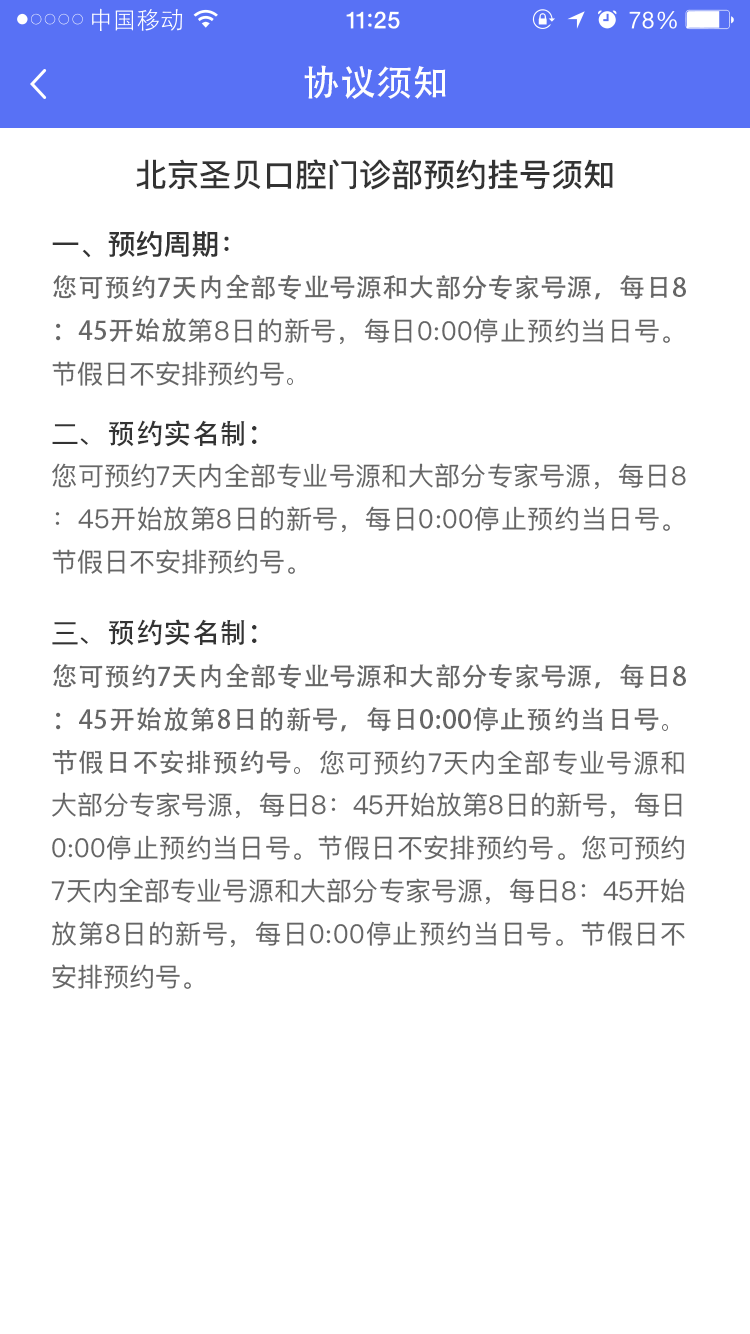 中国移动 11:25 78%
协议须知
北京圣贝口腔门诊部预约挂号须知
一、预约周期：
您可预约7天内全部专业号源和大部分专家号源，每日8
：45开始放第8日的新号，每日0:00停止预约当日号。
节假日不安排预约号。
二、预约实名制：
您可预约7天内全部专业号源和大部分专家号源，每日8
：45开始放第8日的新号，每日0:00停止预约当日号。
节假日不安排预约号。
三、预约实名制：
您可预约7天内全部专业号源和大部分专家号源，每日8
：45开始放第8日的新号，每日0:00停止预约当日号。
节假日不安排预约号。您可预约7天内全部专业号源和
大部分专家号源，每日8：45开始放第8日的新号，每日
0:00停止预约当日号。节假日不安排预约号。您可预约
7天内全部专业号源和大部分专家号源，每日8：45开始
放第8日的新号，每日0:00停止预约当日号。节假日不
安排预约号。